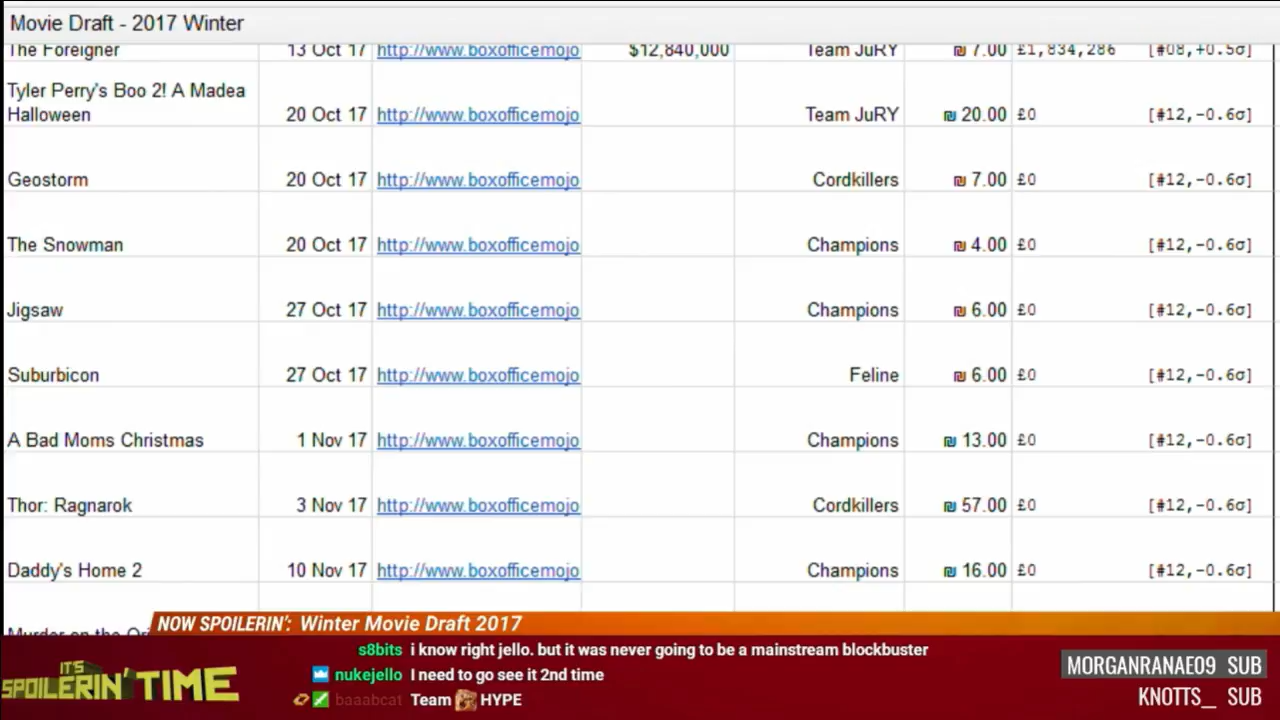 Movie Draft - 2017 Winter
The Foreigner 13 Oct 17 http://www.boxofficemojo $12,840,000 Team JuRY ₪ 7.00 £1,834,286 [#08,+0.5σ]
Tyler Perry's Boo 2! A Madea
Halloween 20 Oct 17 http://www.boxofficemojo Team JuRY ₪ 20.00 £0 [#12,-0.6σ]
Geostorm 20 Oct 17 http://www.boxofficemojo Cordkillers ₪ 7.00 £0 [#12,-0.6σ]
The Snowman 20 Oct 17 http://www.boxofficemojo Champions ₪ 4.00 £0 [#12,-0.6σ]
Jigsaw 27 Oct 17 http://www.boxofficemojo Champions ₪ 6.00 £0 [#12,-0.6σ]
Suburbicon 27 Oct 17 http://www.boxofficemojo Feline ₪ 6.00 £0 [#12,-0.6σ]
A Bad Moms Christmas 1 Nov 17 http://www.boxofficemojo Champions ₪ 13.00 £0 [#12,-0.6σ]
Thor: Ragnarok 3 Nov 17 http://www.boxofficemojo Cordkillers ₪ 57.00 £0 [#12,-0.6σ]
Daddy's Home 2 10 Nov 17 http://www.boxofficemojo Champions ₪ 16.00 £0 [#12,-0.6σ]
Murder on the Ori
NOW SPOILERIN': Winter Movie Draft 2017
IT'S
SPOILERIN' TIME
s8bits i know right jello. but it was never going to be a mainstream blockbuster
nukejello I need to go see it 2nd time
baaabcat Team HYPE
MORGANRANAE09 SUB
KNOTTS__ SUB